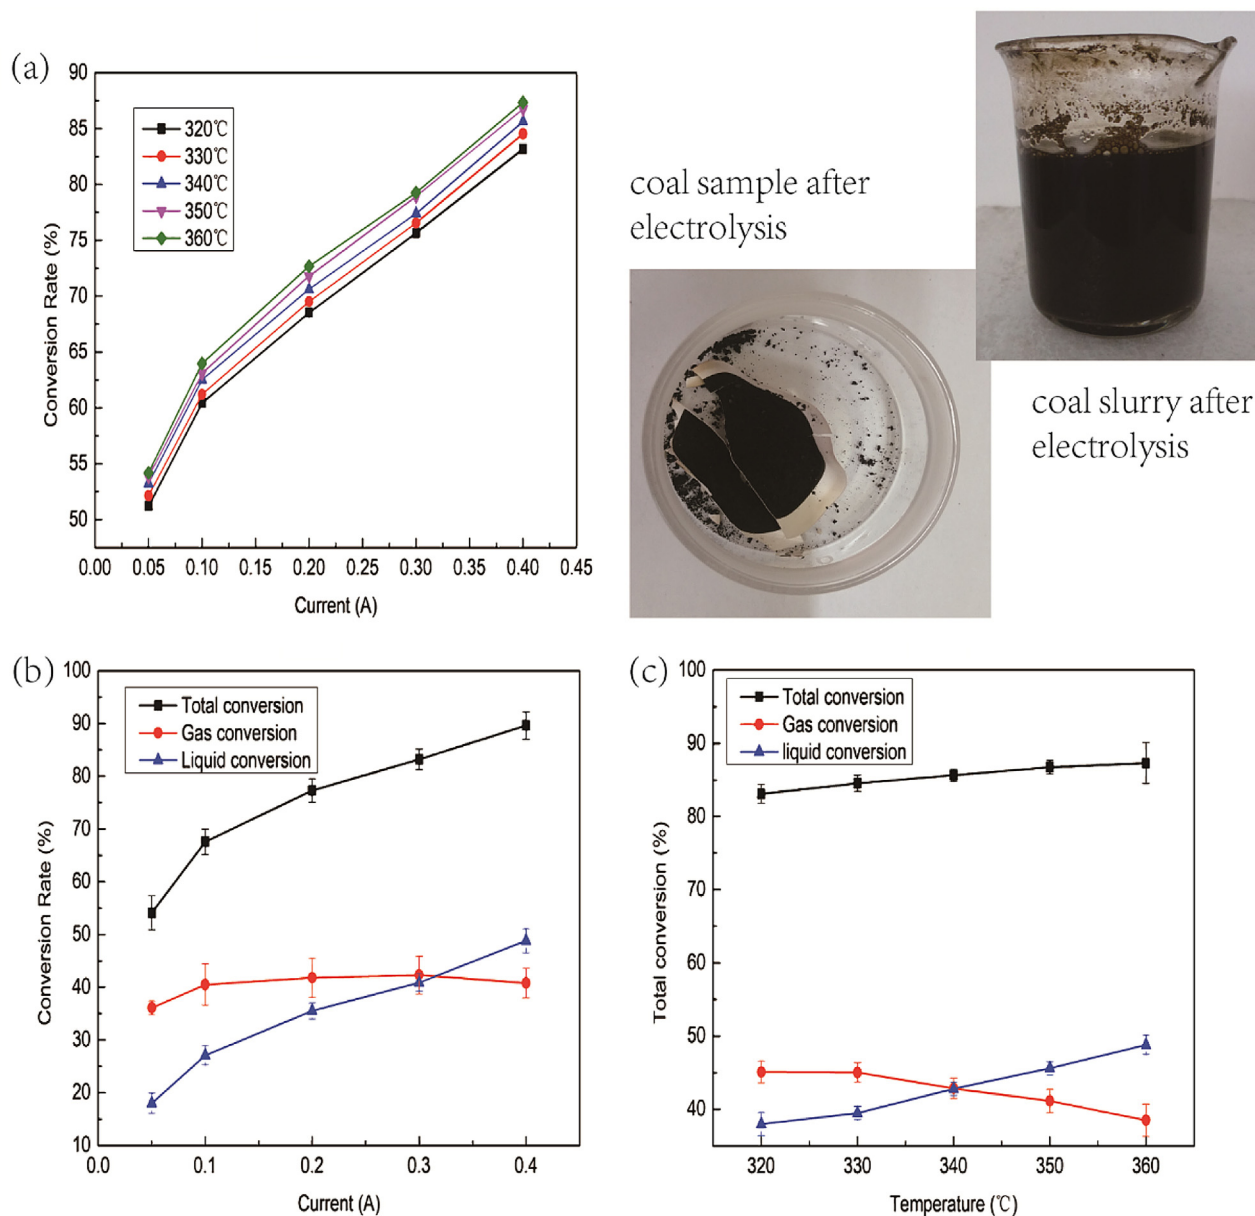 (a)
90
85
80
75
70
65
60
55
50
Conversion Rate (%)
320℃
330℃
340℃
350℃
360℃
0.00 0.05 0.10 0.15 0.20 0.25 0.30 0.35 0.40 0.45
Current (A)
coal sample after
electrolysis
coal slurry after
electrolysis
(b)
100
90
80
70
60
50
40
30
20
10
Conversion Rate (%)
Total conversion
Gas conversion
Liquid conversion
0.0 0.1 0.2 0.3 0.4
Current (A)
(c)
100
90
80
70
60
50
40
Total conversion (%)
Total conversion
Gas conversion
liquid conversion
320 330 340 350 360
Temperature (℃)